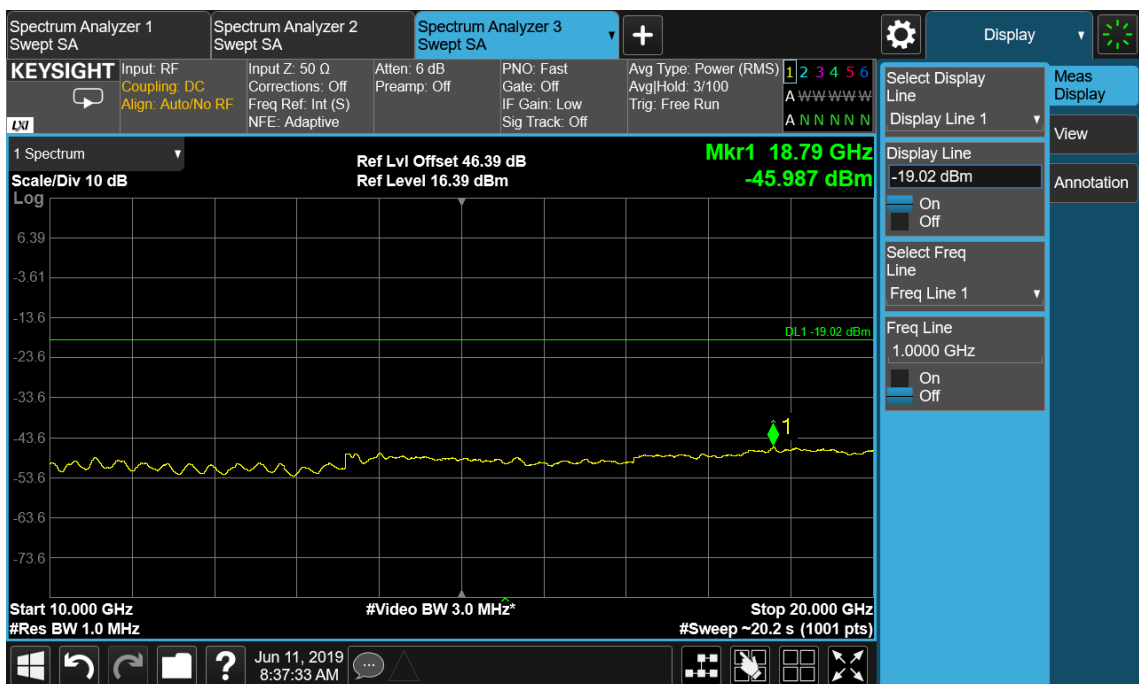 Spectrum Analyzer 1
Swept SA
Spectrum Analyzer 2
Swept SA
Spectrum Analyzer 3
Swept SA
Display
KEYSIGHT
LXI
Input: RF
Coupling: DC
Align: Auto/No RF
Input Z: 50 Ω
Corrections: Off
Freq Ref: Int (S)
NFE: Adaptive
Atten: 6 dB
Preamp: Off
PNO: Fast
Gate: Off
IF Gain: Low
Sig Track: Off
Avg Type: Power (RMS)
Avg|Hold: 3/100
Trig: Free Run
1 2 3 4 5 6
A W W W W W
A N N N N N
1 Spectrum
Scale/Div 10 dB
Ref Lvl Offset 46.39 dB
Ref Level 16.39 dBm
Mkr1 18.79 GHz
-45.987 dBm
Log
6.39
-3.61
-13.6
-23.6
-33.6
-43.6
-53.6
-63.6
-73.6
DL1 -19.02 dBm
1
Start 10.000 GHz
#Res BW 1.0 MHz
#Video BW 3.0 MHz*
Stop 20.000 GHz
#Sweep ~20.2 s (1001 pts)
Select Display
Line
Display Line 1
Display Line
-19.02 dBm
On
Off
Select Freq
Line
Freq Line 1
Freq Line
1.0000 GHz
On
Off
Meas
Display
View
Annotation
?
Jun 11, 2019
8:37:33 AM